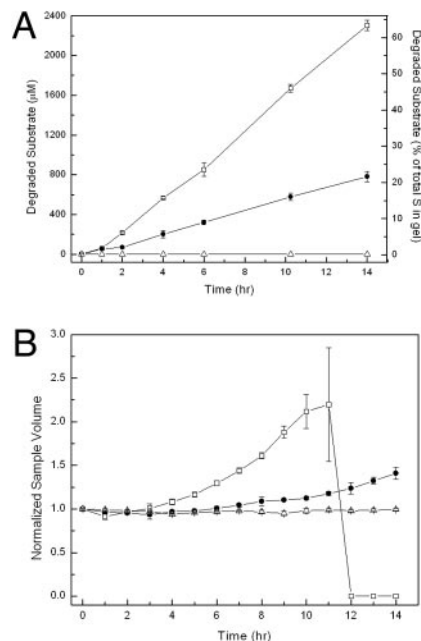 A
2400
2000
1600
1200
800
400
0
Degraded Substrate (μM)
60
50
40
30
20
10
0
Degraded Substrate (% of total S in gel)
0 2 4 6 8 10 12 14
Time (hr)
B
3.0
2.5
2.0
1.5
1.0
0.5
0.0
Normalized Sample Volume
0 2 4 6 8 10 12 14
Time (hr)